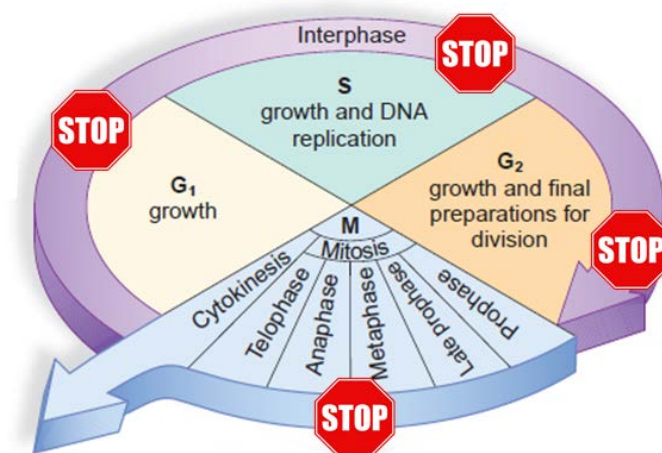 Interphase
STOP
STOP
S
growth and DNA
replication
G₁
growth
G₂
growth and final
preparations for
division
STOP
M
Mitosis
Cytokinesis
Telophase
Anaphase
Metaphase
Late prophase
Prophase
STOP